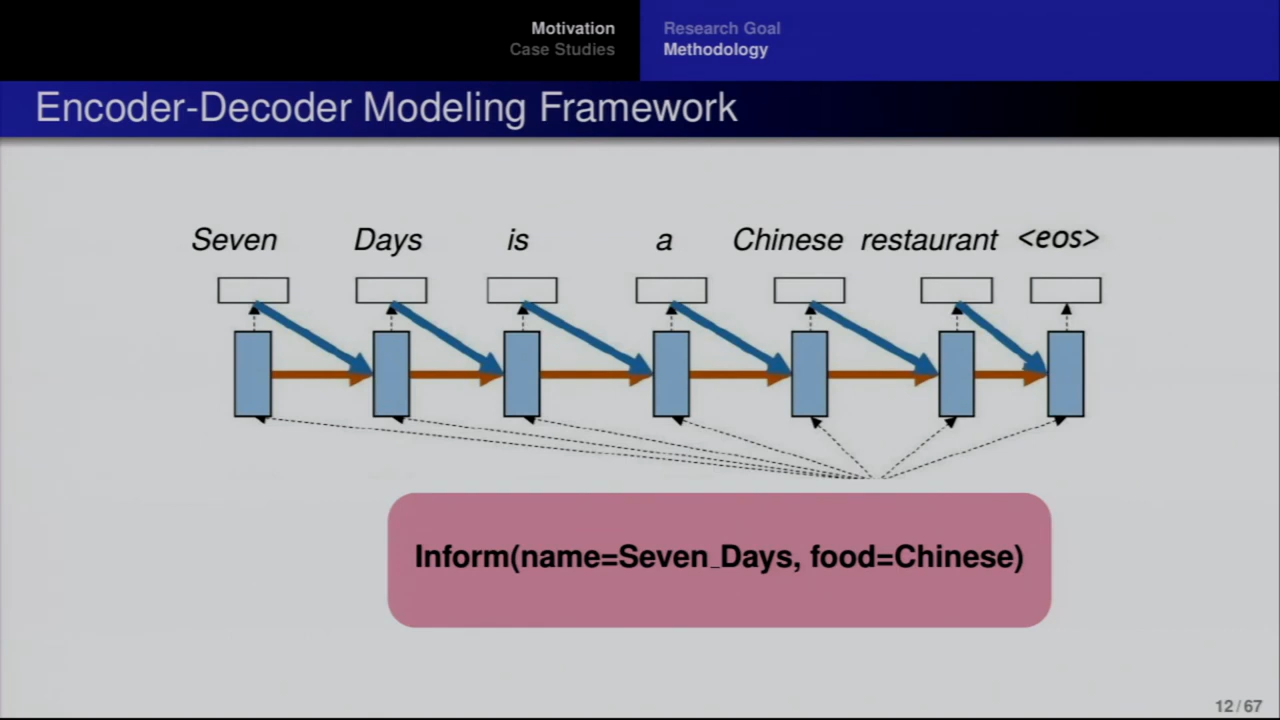 Motivation
Case Studies
Research Goal
Methodology
Encoder-Decoder Modeling Framework
Seven Days is a Chinese restaurant <eos>
Inform(name=Seven_Days, food=Chinese)
12/67